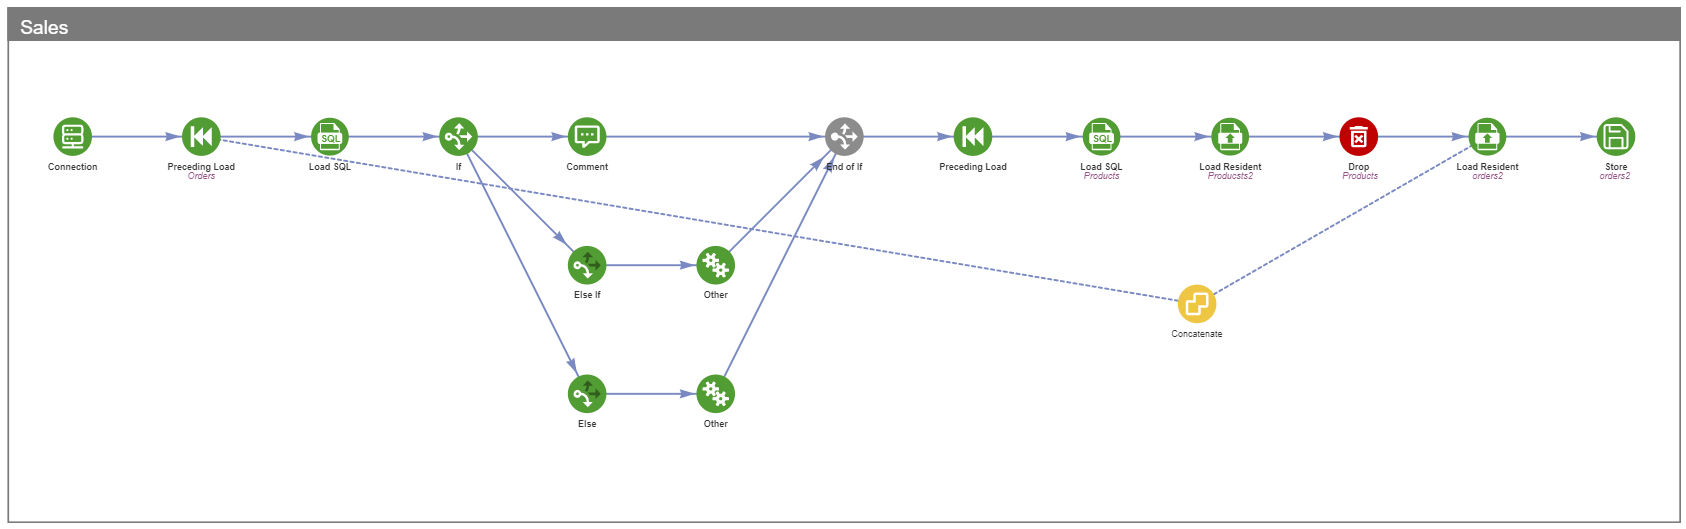 Sales
SQL
SQL
Connection
Preceding Load
Orders
Load SQL
If
Comment
End of If
Preceding Load
Load SQL
Products
Load Resident
Producsts2
Drop
Products
Load Resident
orders2
Store
orders2
Else If
Other
Concatenate
Else
Other